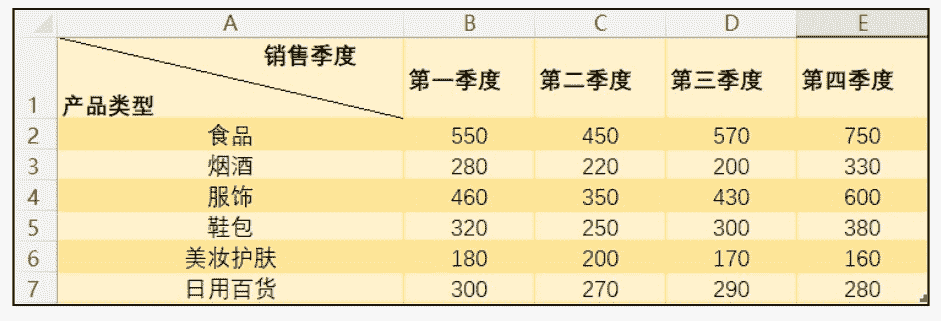 A B C D E
销售季度
第一季度 第二季度 第三季度 第四季度
1 产品类型
2 食品 550 450 570 750
3 烟酒 280 220 200 330
4 服饰 460 350 430 600
5 鞋包 320 250 300 380
6 美妆护肤 180 200 170 160
7 日用百货 300 270 290 280